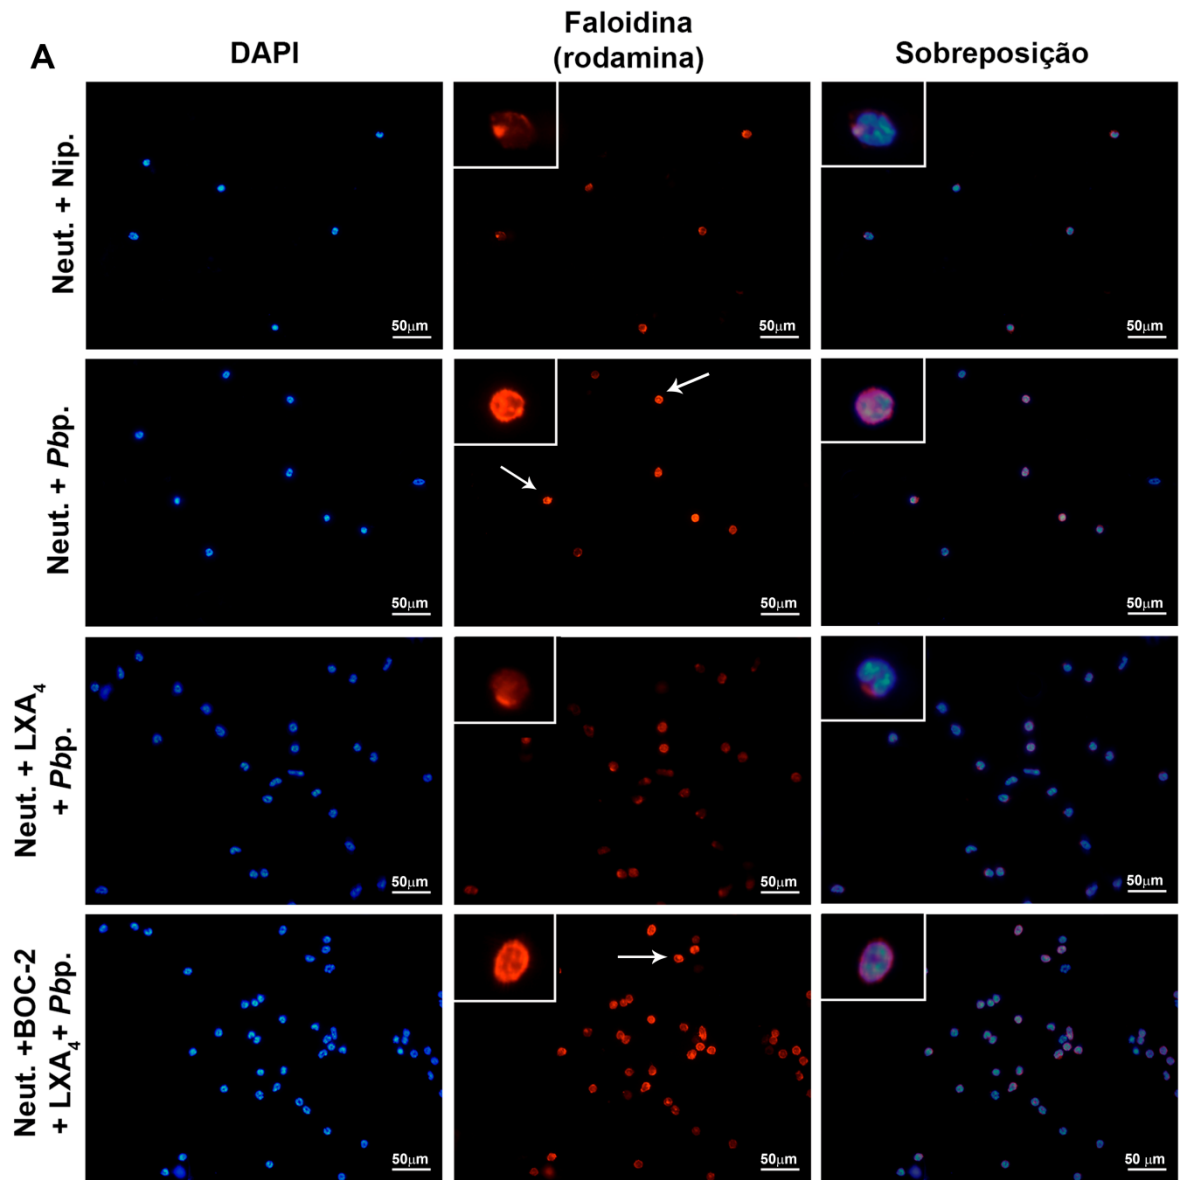 A
DAPI
Faloidina
(rodamina)
Sobreposição
Neut. + Nip.
50µm
50µm
50µm
Neut. + Pbp.
50µm
50µm
50µm
Neut. + LXA4
+ Pbp.
50µm
50µm
50µm
Neut. +BOC-2
+ LXA4+ Pbp.
50µm
50µm
50 µm